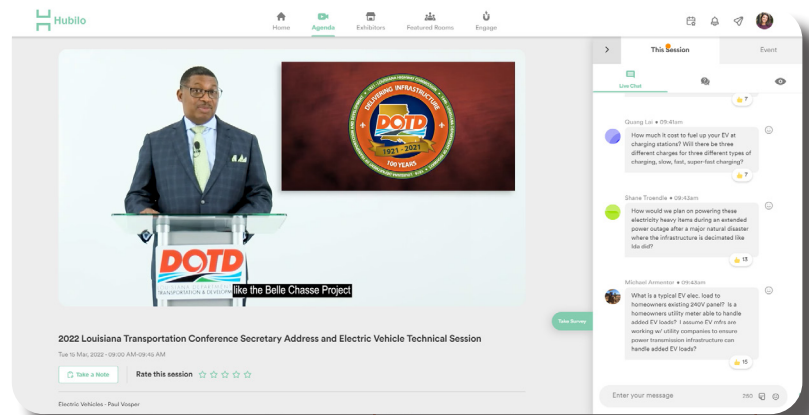 Hubilo
Home
Agenda
Exhibitors
Featured Rooms
Engage
This Session
Event
Live Chat
DELIVERING INFRASTRUCTURE
DOTD
1921 - 2021
100 YEARS
DOTD
TRANSPORTATION & DEVELOPM
like the Belle Chasse Project
7
Quang Lai • 09:41am
How much it cost to fuel up your EV at
charging stations? Will there be three
different charges for three different types of
charging, slow, fast, super-fast charging?
7
Shane Troendle • 09:43am
How would we plan on powering these
electricity heavy items during an extended
power outage after a major natural disaster
where the infrastructure is decimated like
Ida did?
13
Michael Armentor • 09:43am
What is a typical EV elec. load to
homeowners existing 240V panel? Is a
homeowners utility meter able to handle
added EV loads? I assume EV mfrs are
working w/ utility companies to ensure
power transmission infrastructure can
handle added EV loads?
15
Take Survey
2022 Louisiana Transportation Conference Secretary Address and Electric Vehicle Technical Session
Tue 15 Mar, 2022 • 09:00 AM-09:45 AM
Take a Note
Rate this session
Electric Vehicles - Paul Vosper
Enter your message
280